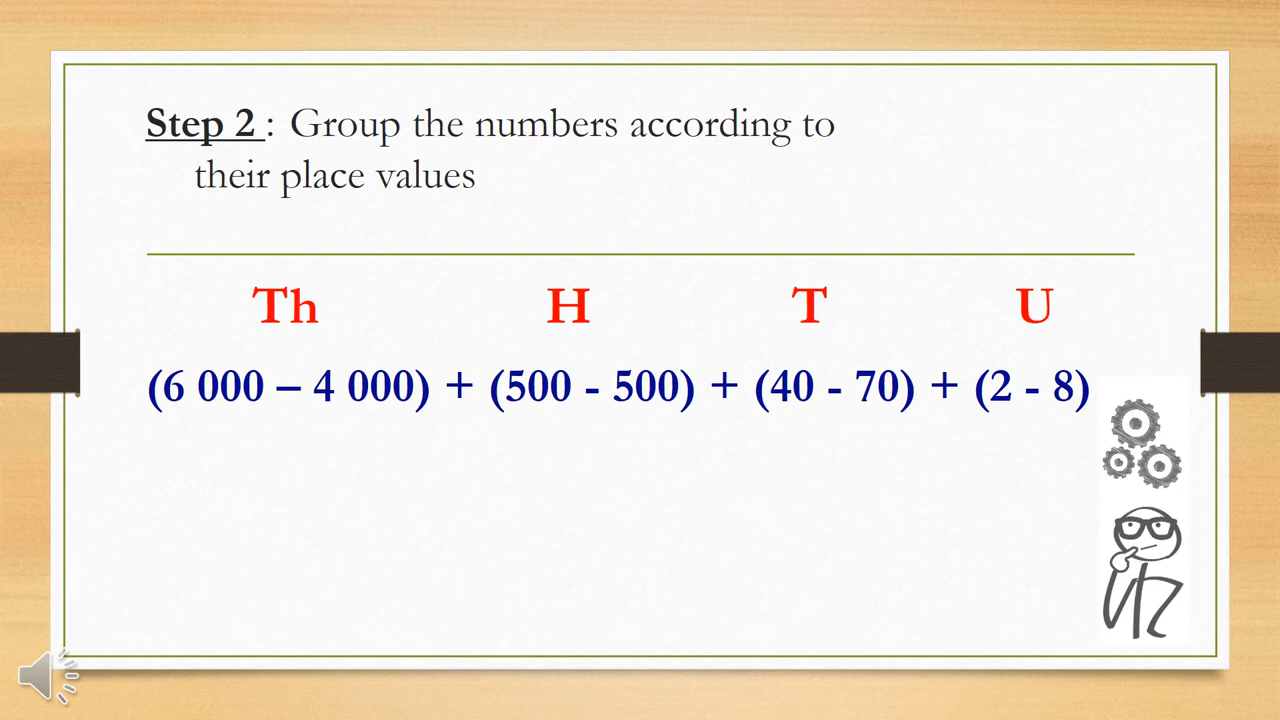 Step 2 : Group the numbers according to
their place values
Th H T U
(6 000 – 4 000) + (500 - 500) + (40 - 70) + (2 - 8)